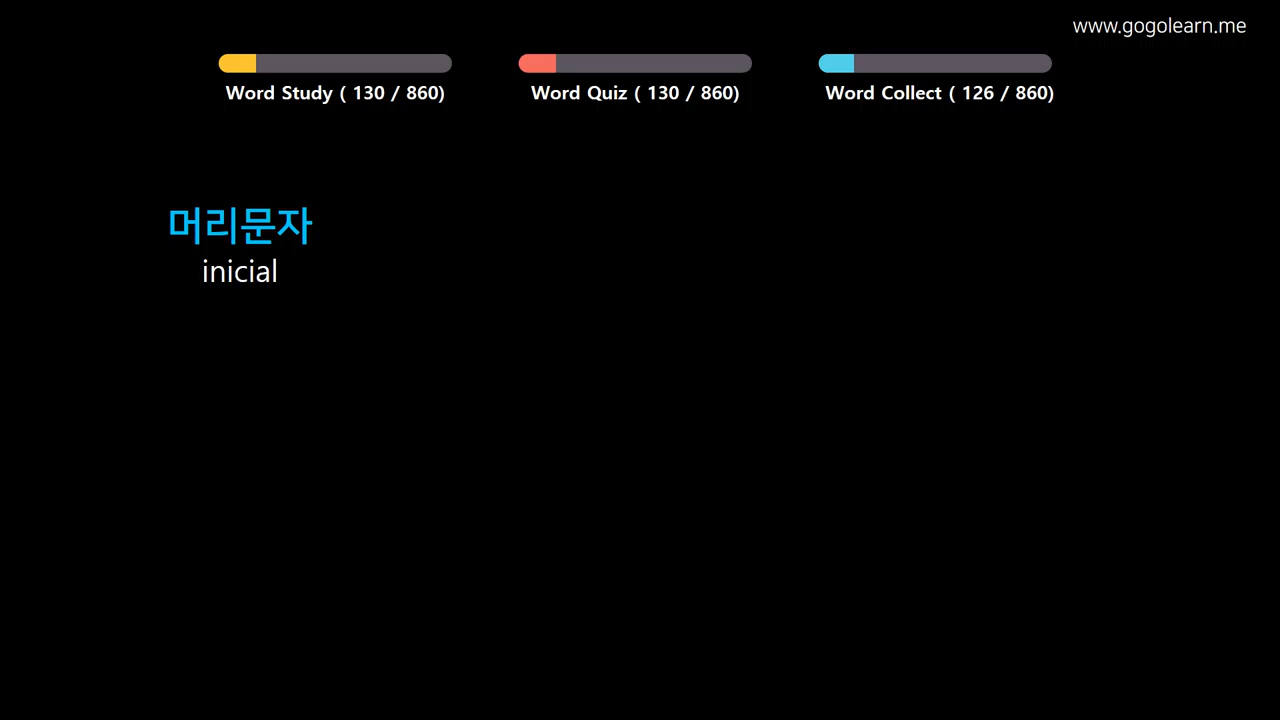 www.gogolearn.me
Word Study ( 130 / 860)
Word Quiz ( 130 / 860)
Word Collect ( 126 / 860)
머리문자
inicial